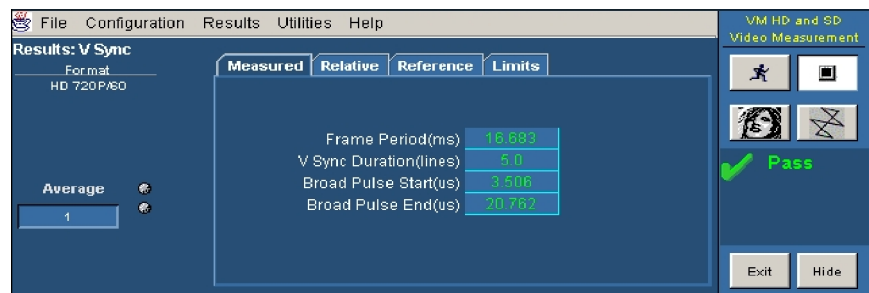 File Configuration Results Utilities Help
VM HD and SD
Video Measurement
Results: V Sync
Format
HD 720P/60
Measured Relative Reference Limits
Frame Period(ms) 16.683
V Sync Duration(lines) 5.0
Broad Pulse Start(us) 3.506
Broad Pulse End(us) 20.762
Average
1
Pass
Exit Hide